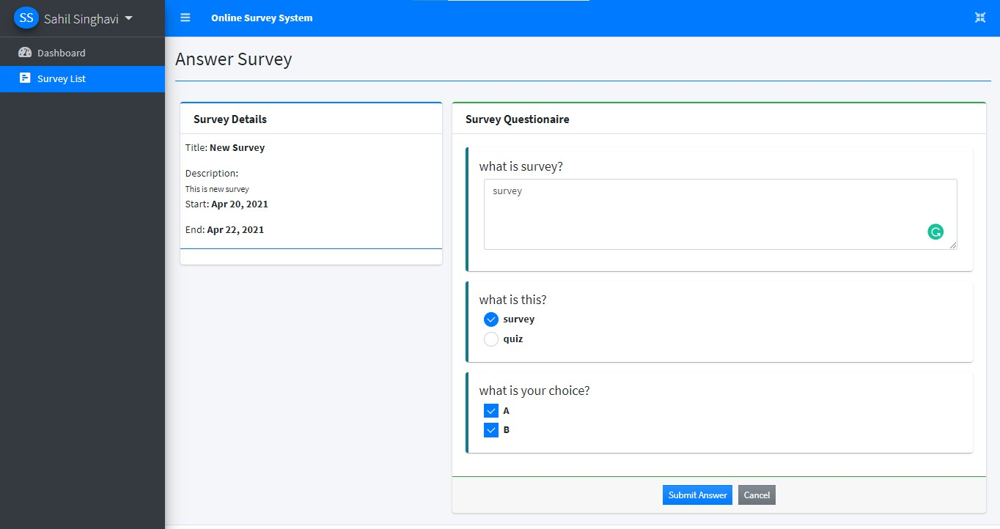 SS Sahil Singhavi
Online Survey System
Dashboard
Survey List
Answer Survey
Survey Details
Title: New Survey
Description:
This is new survey
Start: Apr 20, 2021
End: Apr 22, 2021
Survey Questionaire
what is survey?
survey
what is this?
survey
quiz
what is your choice?
A
B
Submit Answer
Cancel